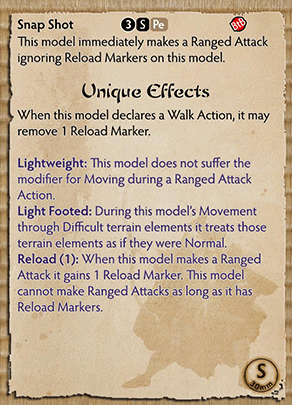 Snap Shot 3 S Pe BtB
This model immediately makes a Ranged Attack
ignoring Reload Markers on this model.
Unique Effects
When this model declares a Walk Action, it may
remove 1 Reload Marker.
Lightweight: This model does not suffer the
modifier for Moving during a Ranged Attack
Action.
Light Footed: During this model's Movement
through Difficult terrain elements it treats those
terrain elements as if they were Normal.
Reload (1): When this model makes a Ranged
Attack it gains 1 Reload Marker. This model
cannot make Ranged Attacks as long as it has
Reload Markers.
S
30mm